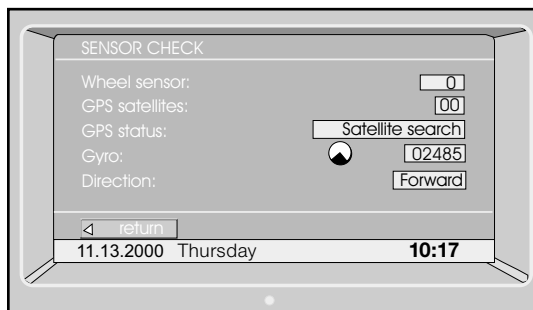 SENSOR CHECK
Wheel sensor: 0
GPS satellites: 00
GPS status: Satellite search
Gyro: 02485
Direction: Forward
return
11.13.2000 Thursday 10:17